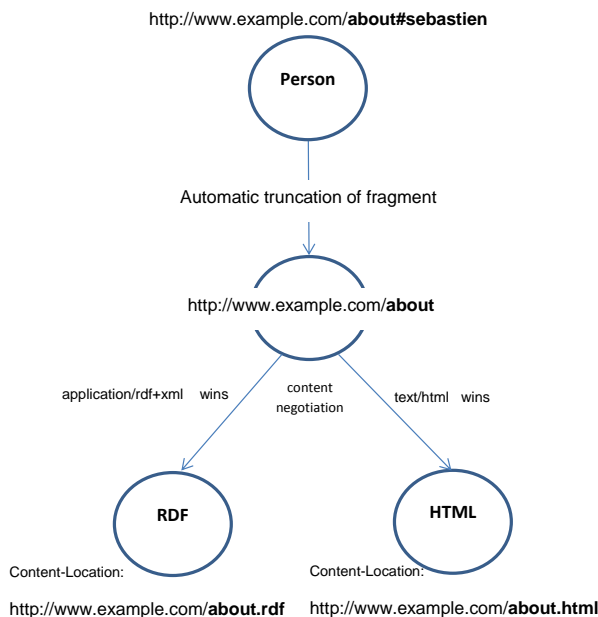 http://www.example.com/about#sebastien
Person
Automatic truncation of fragment
http://www.example.com/about
application/rdf+xml wins
content
negotiation
text/html wins
RDF
HTML
Content-Location:
Content-Location:
http://www.example.com/about.rdf
http://www.example.com/about.html